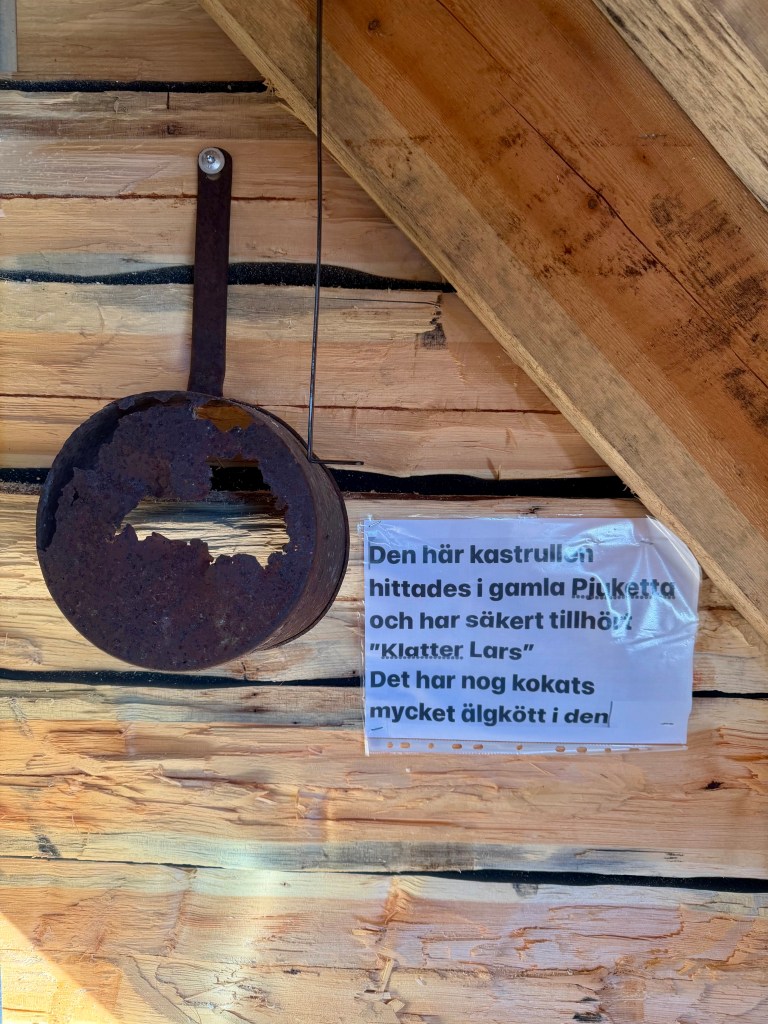 Den här kastrullen
hittades i gamla Pjuketta
och har säkert tillhört
”Klatter Lars”
Det har nog kokats
mycket älgkött i den